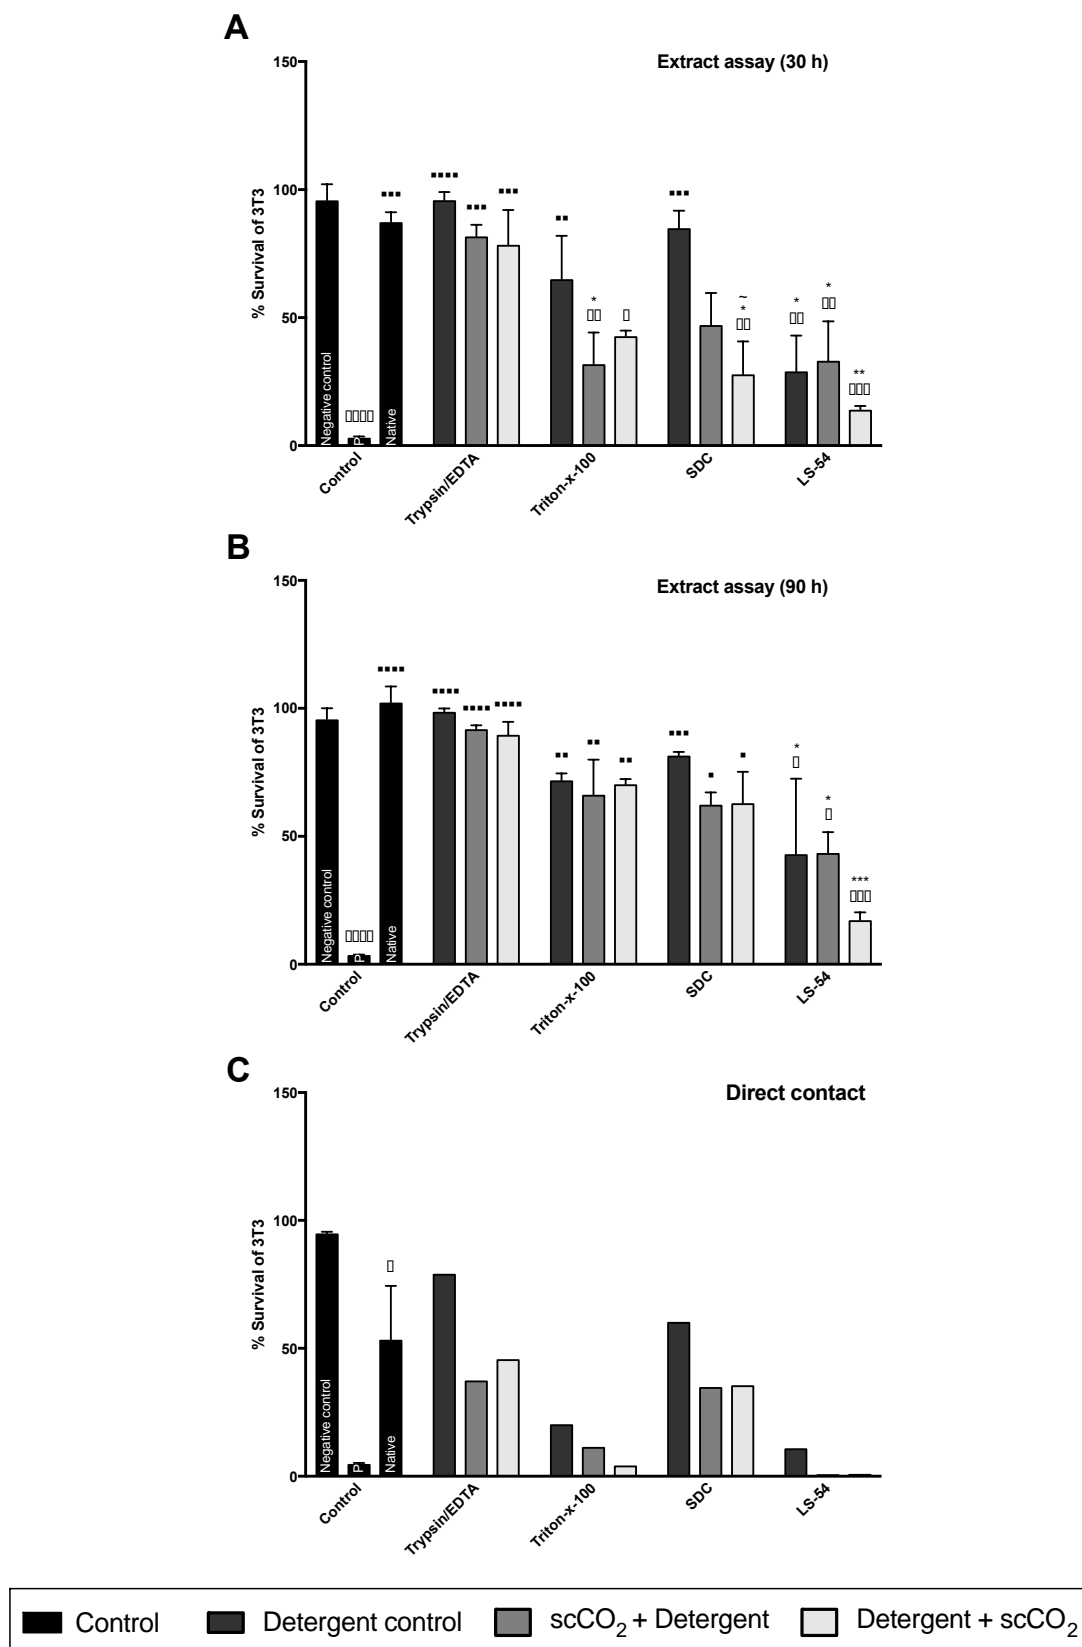 A
Extract assay (30 h)
% Survival of 3T3
150
100
50
0
Negative control
P
Native
▪▪▪
▪▪▪▪
▪▪▪
▪▪▪
▪▪
*
▪▪▪
~
*
*
*
**
Control
Trypsin/EDTA
Triton-x-100
SDC
LS-54
B
Extract assay (90 h)
% Survival of 3T3
150
100
50
0
Negative control
P
Native
▪▪▪▪
▪▪▪▪
▪▪▪▪
▪▪▪▪
▪▪
▪▪
▪▪
▪▪▪
▪
▪
*
*
***
Control
Trypsin/EDTA
Triton-x-100
SDC
LS-54
C
Direct contact
% Survival of 3T3
150
100
50
0
Negative control
P
Native
Control
Trypsin/EDTA
Triton-x-100
SDC
LS-54
Control
Detergent control
scCO₂ + Detergent
Detergent + scCO₂